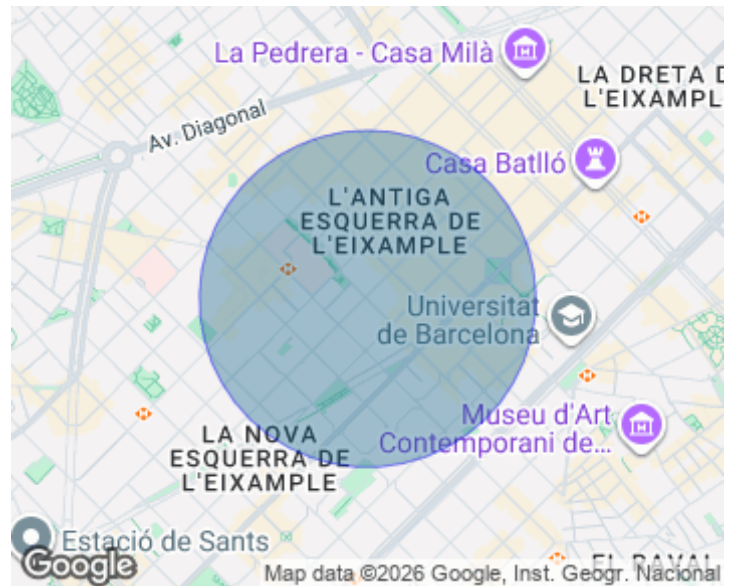 La Pedrera - Casa Milà
LA DRETA D
L'EIXAMPL
Av. Diagonal
Casa Batlló
L'ANTIGA
ESQUERRA DE
L'EIXAMPLE
Universitat
de Barcelona
Museu d'Art
Contemporani de...
LA NOVA
ESQUERRA DE
L'EIXAMPLE
Estació de Sants
EL RAVAL
Google
Map data ©2026 Google, Inst. Geogr. Nacional